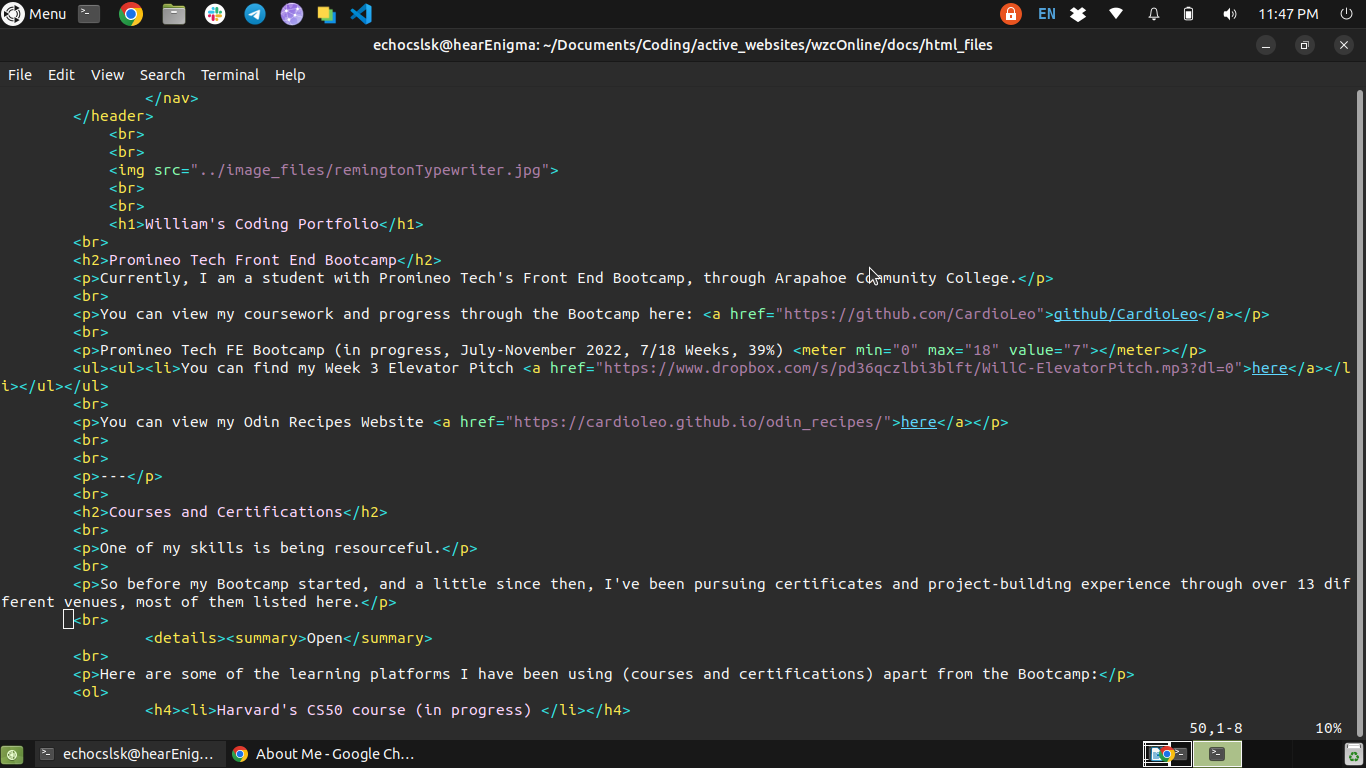 Menu
EN
11:47 PM
echocslsk@hearEnigma: ~/Documents/Coding/active_websites/wzcOnline/docs/html_files
File Edit View Search Terminal Help
</nav>
</header>
<br>
<br>
<img src="../image_files/remingtonTypewriter.jpg">
<br>
<br>
<h1>William's Coding Portfolio</h1>
<br>
<h2>Promineo Tech Front End Bootcamp</h2>
<p>Currently, I am a student with Promineo Tech's Front End Bootcamp, through Arapahoe Community College.</p>
<br>
<p>You can view my coursework and progress through the Bootcamp here: <a href="https://github.com/CardioLeo">github/CardioLeo</a></p>
<br>
<p>Promineo Tech FE Bootcamp (in progress, July-November 2022, 7/18 Weeks, 39%) <meter min="0" max="18" value="7"></meter></p>
<ul><ul><li>You can find my Week 3 Elevator Pitch <a href="https://www.dropbox.com/s/pd36qczlbi3blft/WillC-ElevatorPitch.mp3?dl=0">here</a></l
i></ul></ul>
<br>
<p>You can view my Odin Recipes Website <a href="https://cardioleo.github.io/odin_recipes/">here</a></p>
<br>
<br>
<p>---</p>
<br>
<h2>Courses and Certifications</h2>
<br>
<p>One of my skills is being resourceful.</p>
<br>
<p>So before my Bootcamp started, and a little since then, I've been pursuing certificates and project-building experience through over 13 dif
ferent venues, most of them listed here.</p>
<br>
<details><summary>Open</summary>
<br>
<p>Here are some of the learning platforms I have been using (courses and certifications) apart from the Bootcamp:</p>
<ol>
<h4><li>Harvard's CS50 course (in progress) </li></h4>
50,1-8 10%
echocslsk@hearEnig...
About Me - Google Ch...